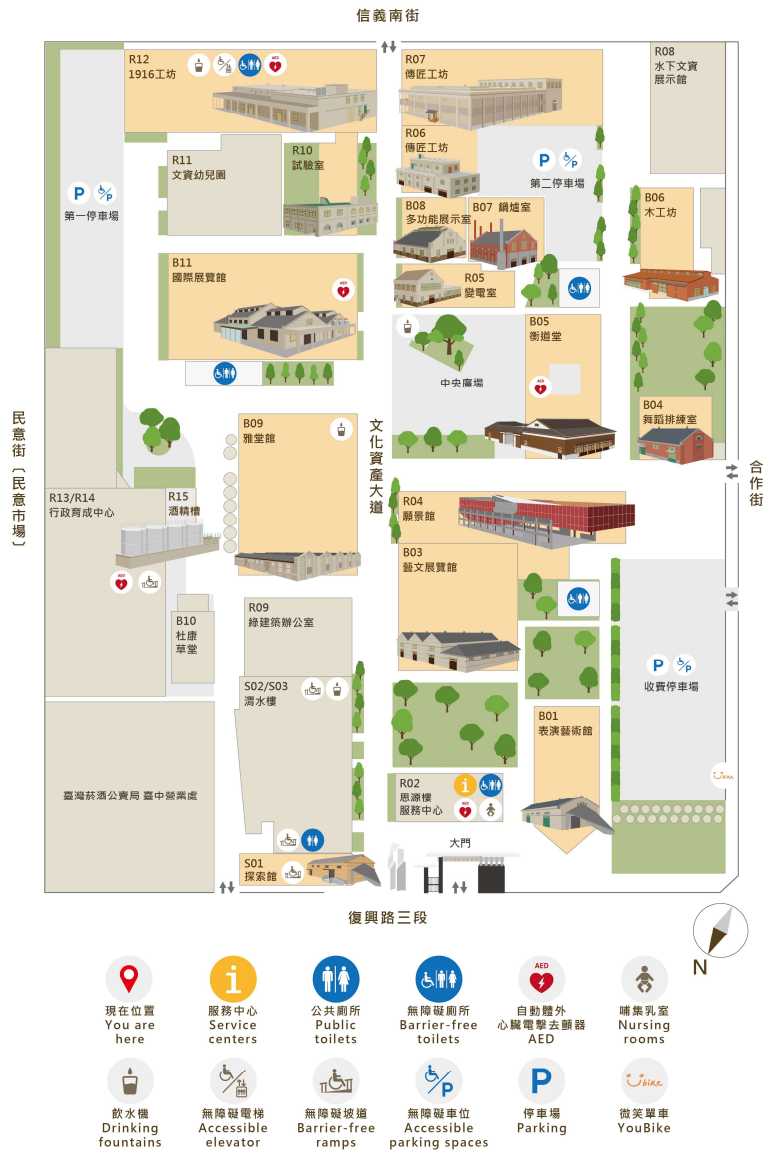 信義南街
R12
1916工坊
AED
R07
傳匠工坊
R08
水下文資
展示館
R11
文資幼兒園
R10
試驗室
R06
傳匠工坊
P
P
第二停車場
P
P
第一停車場
B08
多功能展示室
B07 鍋爐室
B06
木工坊
B11
國際展覽館
AED
R05
變電室
B05
衡道堂
AED
中央廣場
B04
舞蹈排練室
民意街〔民意市場〕
B09
雅堂館
文化資產大道
合作街
R13/R14
行政育成中心
R15
酒精槽
AED
R04
願景館
B03
藝文展覽館
B10
杜康
草堂
R09
綠建築辦公室
S02/S03
渭水樓
P
P
收費停車場
B01
表演藝術館
Ubike
臺灣菸酒公賣局 臺中營業處
R02
思源樓
服務中心
i
AED
大門
S01
探索館
復興路三段
N
i
AED
現在位置
You are
here
服務中心
Service
centers
公共廁所
Public
toilets
無障礙廁所
Barrier-free
toilets
自動體外
心臟電擊去顫器
AED
哺集乳室
Nursing
rooms
P
P
Ubike
飲水機
Drinking
fountains
無障礙電梯
Accessible
elevator
無障礙坡道
Barrier-free
ramps
無障礙車位
Accessible
parking spaces
停車場
Parking
微笑單車
YouBike